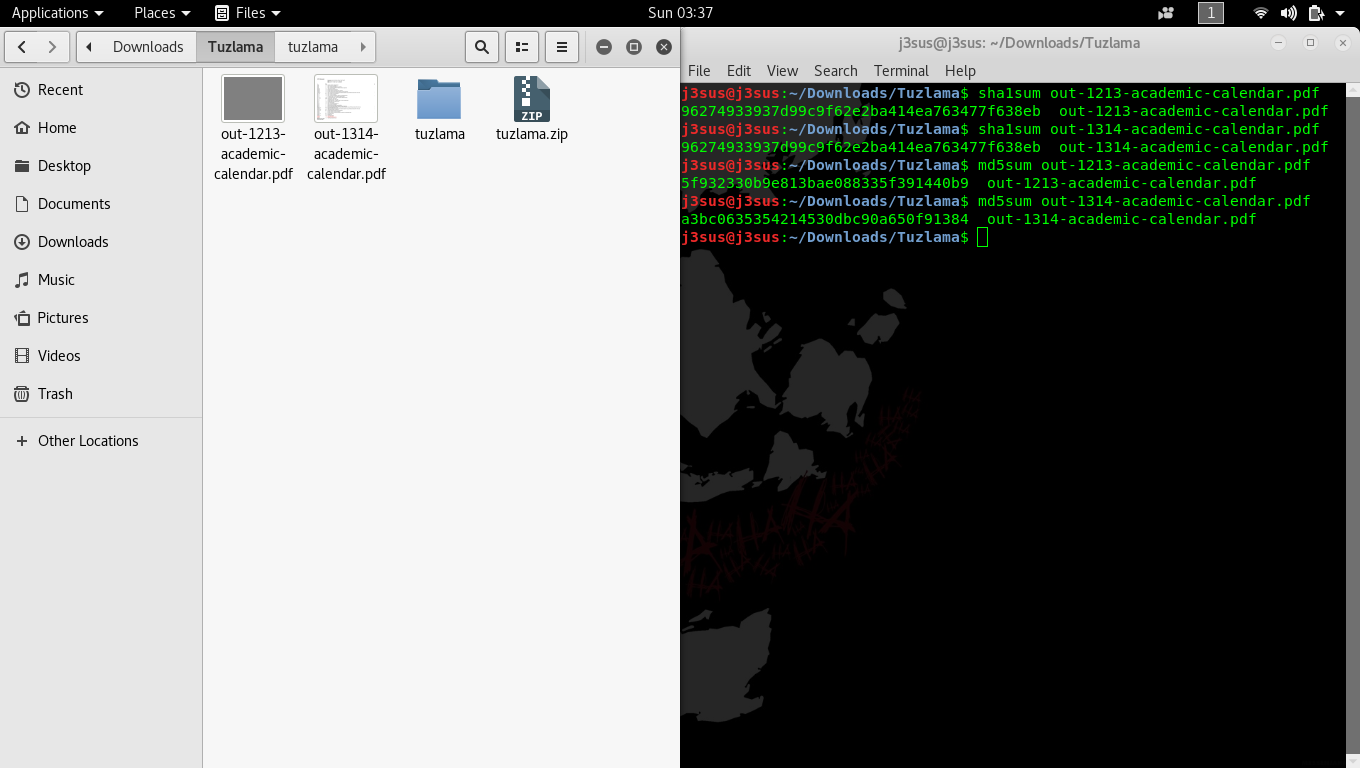 Applications Places Files Sun 03:37 1
Downloads Tuzlama tuzlama
Recent
Home
Desktop
Documents
Downloads
Music
Pictures
Videos
Trash
Other Locations
out-1213-academic-calendar.pdf
out-1314-academic-calendar.pdf
tuzlama
ZIP
tuzlama.zip
j3sus@j3sus: ~/Downloads/Tuzlama
File Edit View Search Terminal Help
j3sus@j3sus:~/Downloads/Tuzlama$ sha1sum out-1213-academic-calendar.pdf
96274933937d99c9f62e2ba414ea763477f638eb  out-1213-academic-calendar.pdf
j3sus@j3sus:~/Downloads/Tuzlama$ sha1sum out-1314-academic-calendar.pdf
96274933937d99c9f62e2ba414ea763477f638eb  out-1314-academic-calendar.pdf
j3sus@j3sus:~/Downloads/Tuzlama$ md5sum out-1213-academic-calendar.pdf
5f932330b9e813bae088335f391440b9  out-1213-academic-calendar.pdf
j3sus@j3sus:~/Downloads/Tuzlama$ md5sum out-1314-academic-calendar.pdf
a3bc0635354214530dbc90a650f91384  out-1314-academic-calendar.pdf
j3sus@j3sus:~/Downloads/Tuzlama$
HA
HA
HA
HA